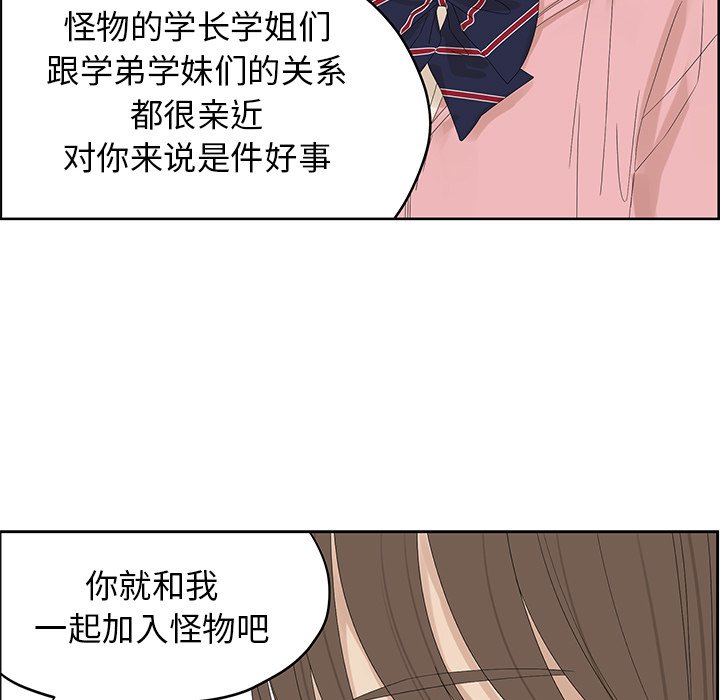 怪物的学长学姐们
跟学弟学妹们的关系
都很亲近
对你来说是件好事
你就和我
一起加入怪物吧